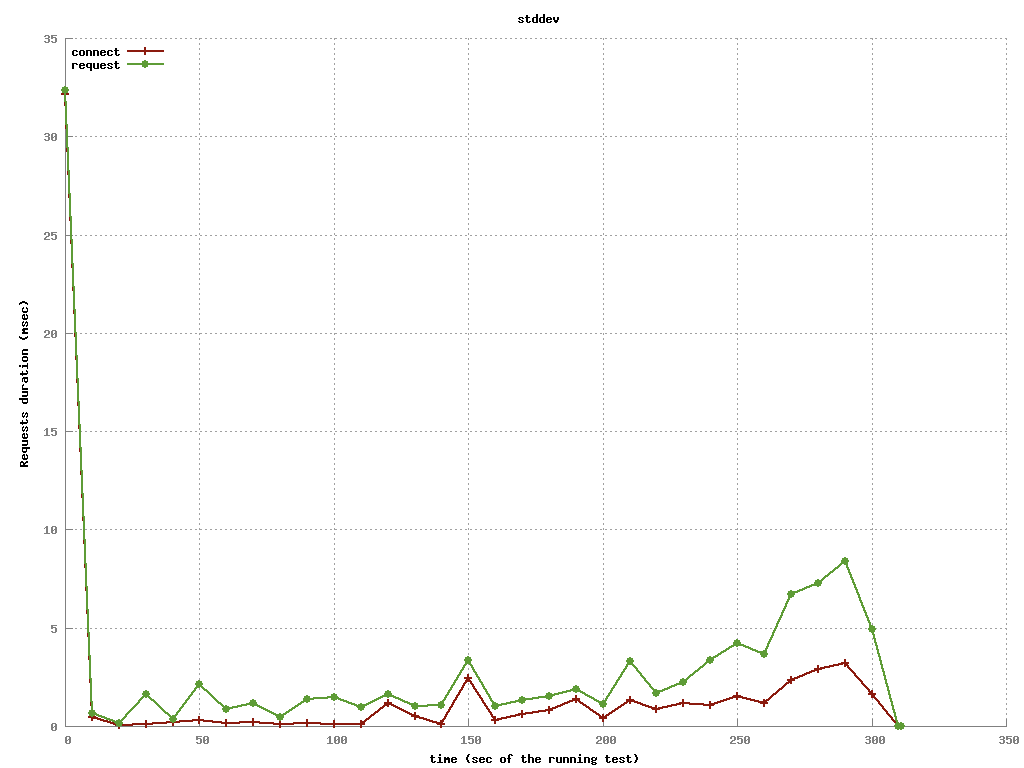 stddev
connect
request
Requests duration (msec)
35
30
25
20
15
10
5
0
0 50 100 150 200 250 300 350
time (sec of the running test)